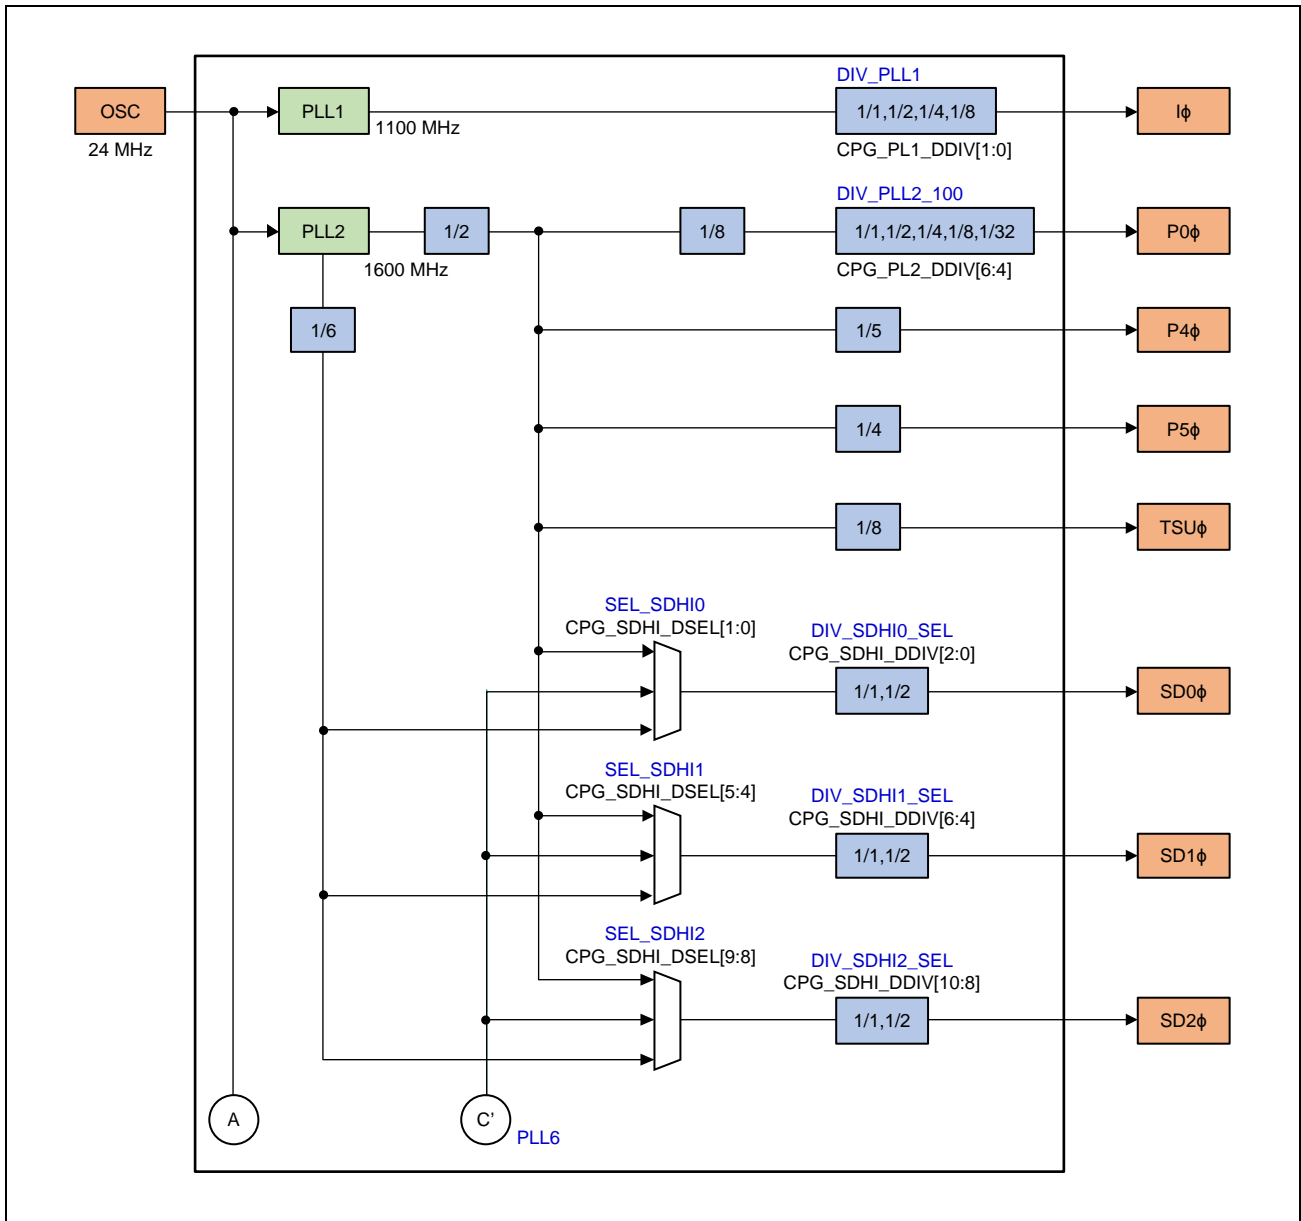 DIV_PLL1
OSC
PLL1
1/1,1/2,1/4,1/8
Iϕ
1100 MHz
24 MHz
CPG_PL1_DDIV[1:0]
DIV_PLL2_100
PLL2
1/2
1/8
1/1,1/2,1/4,1/8,1/32
P0ϕ
1600 MHz
CPG_PL2_DDIV[6:4]
1/6
1/5
P4ϕ
1/4
P5ϕ
1/8
TSUϕ
SEL_SDHI0
CPG_SDHI_DSEL[1:0]
DIV_SDHI0_SEL
CPG_SDHI_DDIV[2:0]
1/1,1/2
SD0ϕ
SEL_SDHI1
CPG_SDHI_DSEL[5:4]
DIV_SDHI1_SEL
CPG_SDHI_DDIV[6:4]
1/1,1/2
SD1ϕ
SEL_SDHI2
CPG_SDHI_DSEL[9:8]
DIV_SDHI2_SEL
CPG_SDHI_DDIV[10:8]
1/1,1/2
SD2ϕ
A
C’
PLL6